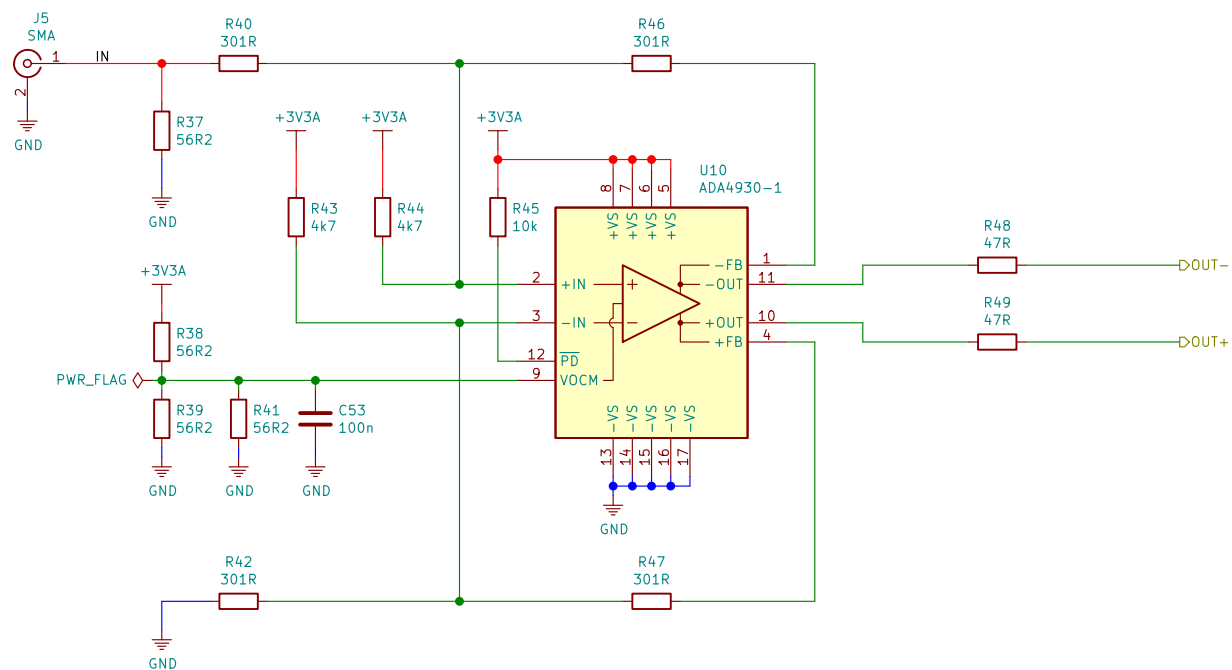 J5
SMA
1
IN
2
GND
R40
301R
R46
301R
R37
56R2
GND
+3V3A
+3V3A
+3V3A
R43
4k7
R44
4k7
R45
10k
8
7
6
5
+VS
+VS
+VS
+VS
U10
ADA4930-1
2
+IN
3
-IN
12
PD
9
VOCM
-FB
1
-OUT
11
+OUT
10
+FB
4
+
-
R48
47R
OUT-
R49
47R
OUT+
+3V3A
R38
56R2
PWR_FLAG
R39
56R2
R41
56R2
C53
100n
GND
GND
GND
-VS
-VS
-VS
-VS
-VS
13
14
15
16
17
GND
R42
301R
R47
301R
GND